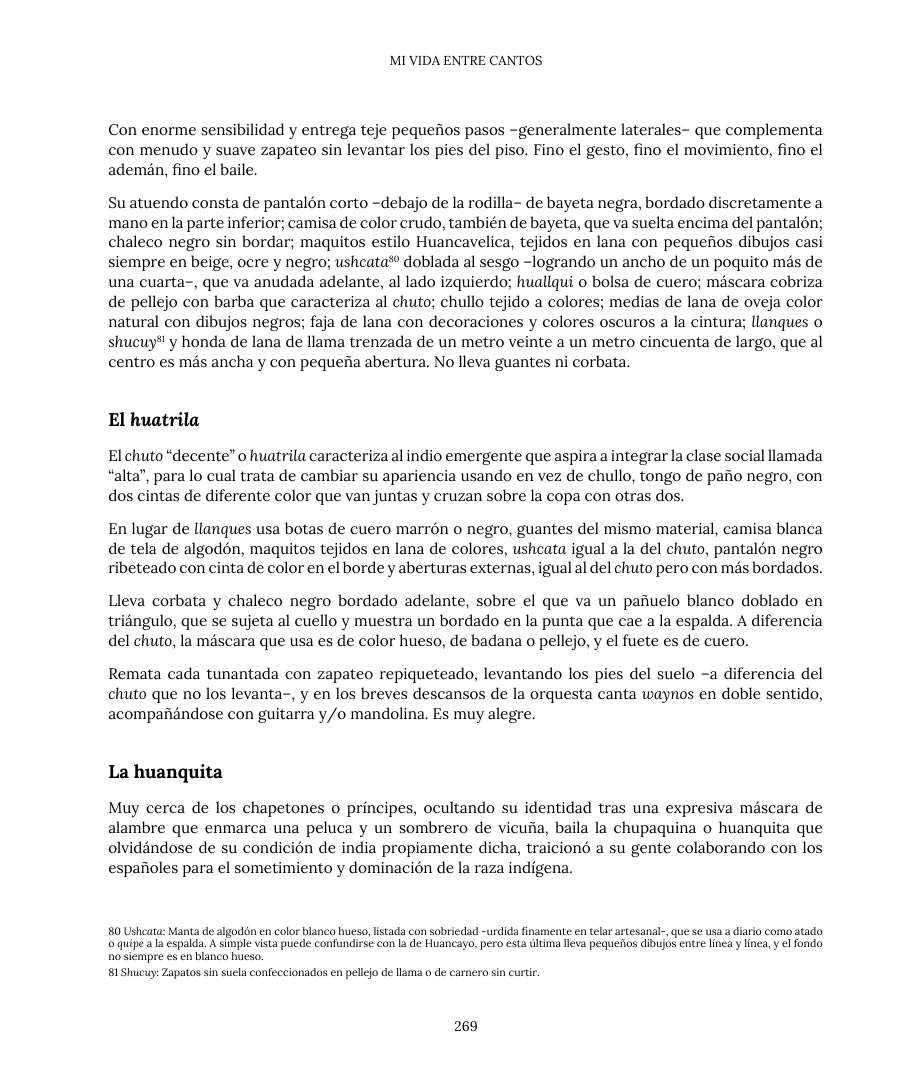 MI VIDA ENTRE CANTOS
Con enorme sensibilidad y entrega teje pequeños pasos –generalmente laterales– que complementa
con menudo y suave zapateo sin levantar los pies del piso. Fino el gesto, fino el movimiento, fino el
ademán, fino el baile.
Su atuendo consta de pantalón corto –debajo de la rodilla– de bayeta negra, bordado discretamente a
mano en la parte inferior; camisa de color crudo, también de bayeta, que va suelta encima del pantalón;
chaleco negro sin bordar; maquitos estilo Huancavelica, tejidos en lana con pequeños dibujos casi
siempre en beige, ocre y negro; ushcata80 doblada al sesgo –logrando un ancho de un poquito más de
una cuarta–, que va anudada adelante, al lado izquierdo; huallqui o bolsa de cuero; máscara cobriza
de pellejo con barba que caracteriza al chuto; chullo tejido a colores; medias de lana de oveja color
natural con dibujos negros; faja de lana con decoraciones y colores oscuros a la cintura; llanques o
shucuy81 y honda de lana de llama trenzada de un metro veinte a un metro cincuenta de largo, que al
centro es más ancha y con pequeña abertura. No lleva guantes ni corbata.
El huatrila
El chuto “decente” o huatrila caracteriza al indio emergente que aspira a integrar la clase social llamada
“alta”, para lo cual trata de cambiar su apariencia usando en vez de chullo, tongo de paño negro, con
dos cintas de diferente color que van juntas y cruzan sobre la copa con otras dos.
En lugar de llanques usa botas de cuero marrón o negro, guantes del mismo material, camisa blanca
de tela de algodón, maquitos tejidos en lana de colores, ushcata igual a la del chuto, pantalón negro
ribeteado con cinta de color en el borde y aberturas externas, igual al del chuto pero con más bordados.
Lleva corbata y chaleco negro bordado adelante, sobre el que va un pañuelo blanco doblado en
triángulo, que se sujeta al cuello y muestra un bordado en la punta que cae a la espalda. A diferencia
del chuto, la máscara que usa es de color hueso, de badana o pellejo, y el fuete es de cuero.
Remata cada tunantada con zapateo repiqueteado, levantando los pies del suelo –a diferencia del
chuto que no los levanta–, y en los breves descansos de la orquesta canta waynos en doble sentido,
acompañándose con guitarra y/o mandolina. Es muy alegre.
La huanquita
Muy cerca de los chapetones o príncipes, ocultando su identidad tras una expresiva máscara de
alambre que enmarca una peluca y un sombrero de vicuña, baila la chupaquina o huanquita que
olvidándose de su condición de india propiamente dicha, traicionó a su gente colaborando con los
españoles para el sometimiento y dominación de la raza indígena.
80 Ushcata: Manta de algodón en color blanco hueso, listada con sobriedad -urdida finamente en telar artesanal-, que se usa a diario como atado
o quipe a la espalda. A simple vista puede confundirse con la de Huancayo, pero esta última lleva pequeños dibujos entre línea y línea, y el fondo
no siempre es en blanco hueso.
81 Shucuy: Zapatos sin suela confeccionados en pellejo de llama o de carnero sin curtir.
269